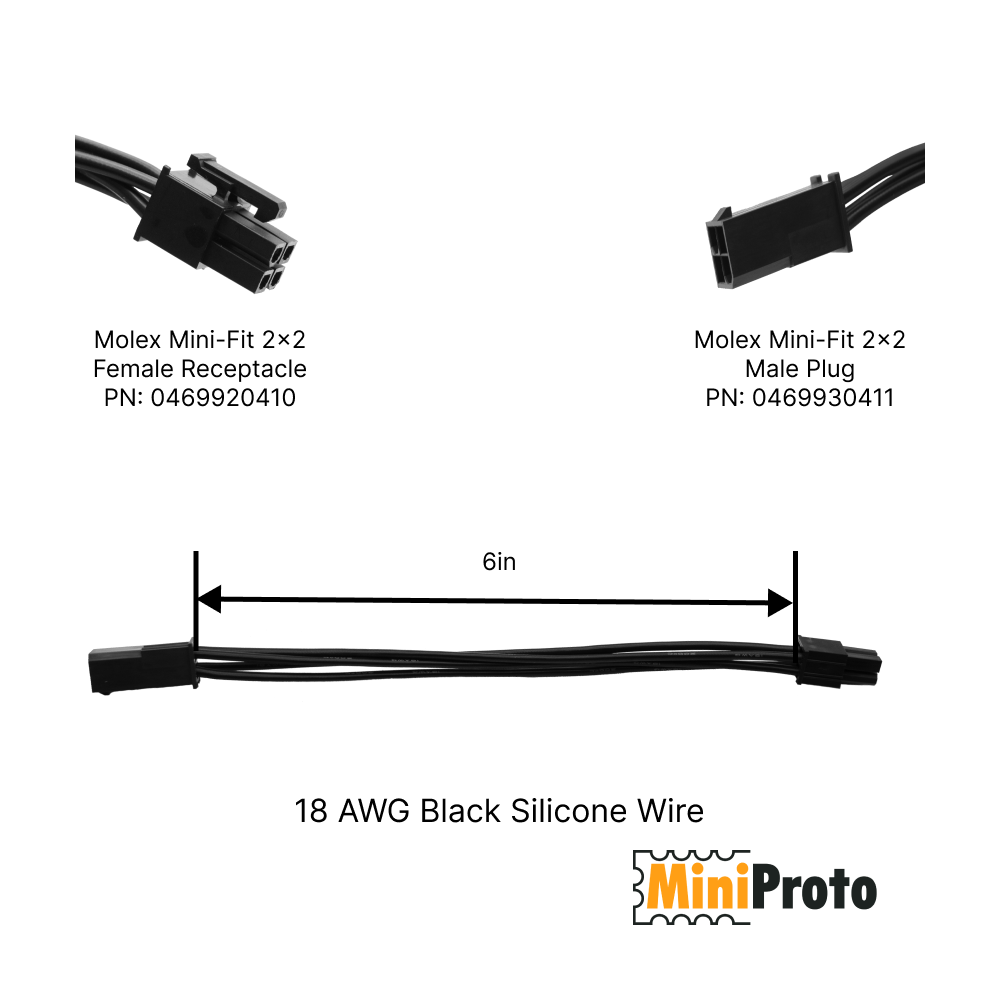 Molex Mini-Fit 2×2
Female Receptacle
PN: 0469920410
Molex Mini-Fit 2×2
Male Plug
PN: 0469930411
6in
18 AWG Black Silicone Wire
MiniProto